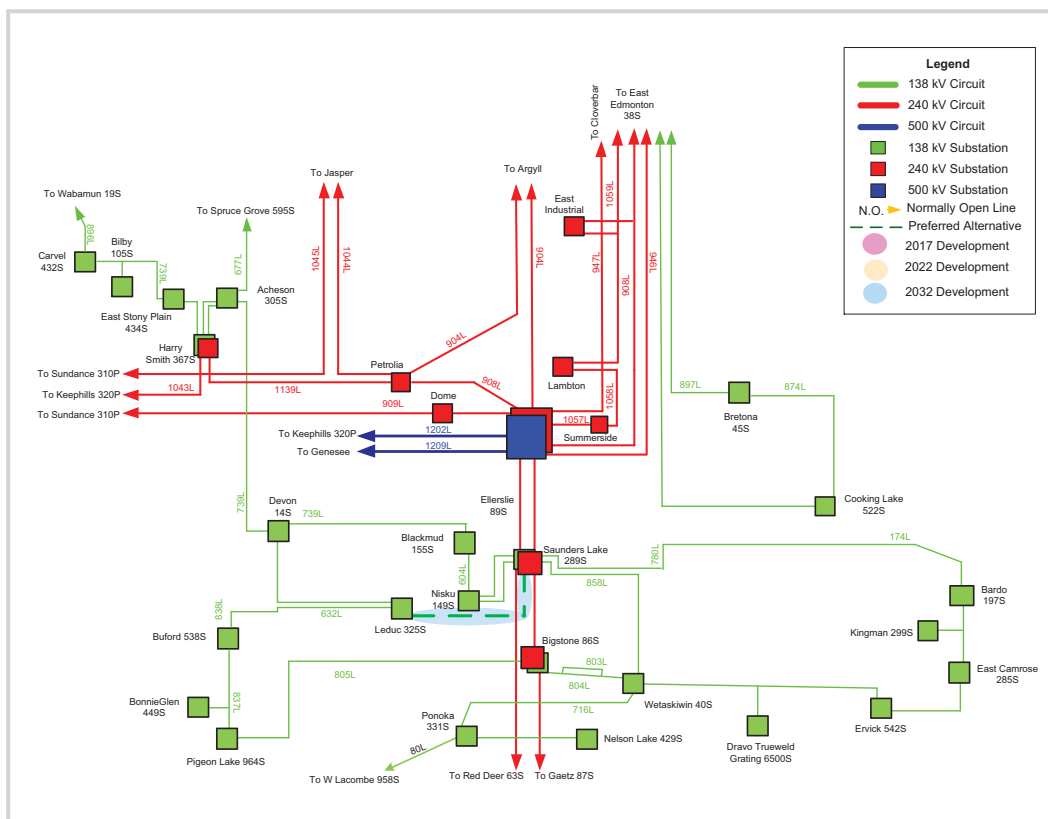 Legend
138 kV Circuit
240 kV Circuit
500 kV Circuit
138 kV Substation
240 kV Substation
500 kV Substation
N.O. Normally Open Line
Preferred Alternative
2017 Development
2022 Development
2032 Development
To Cloverbar
To East
Edmonton
38S
To Jasper
To Argyll
To Wabamun 19S
To Spruce Grove 595S
896L
Bilby
105S
Carvel
432S
739L
677L
Acheson
305S
East Stony Plain
434S
Harry
Smith 367S
1045L
1044L
904L
904L
East
Industrial
1059L
947L
908L
946L
To Sundance 310P
To Keephills 320P
1043L
1139L
To Sundance 310P
Petrolia
908L
Dome
909L
Lambton
1058L
1057L
Summerside
897L
874L
Bretona
45S
To Keephills 320P
1202L
To Genesee
1209L
Ellerslie
89S
Cooking Lake
522S
739L
Devon
14S
739L
Blackmud
155S
604L
Saunders Lake
289S
780L
174L
858L
Nisku
149S
Bardo
197S
838L
632L
Leduc 325S
Buford 538S
Kingman 299S
Bigstone 86S
803L
804L
805L
East Camrose
285S
BonnieGlen
449S
837L
Wetaskiwin 40S
716L
Ponoka
331S
Ervick 542S
Pigeon Lake 964S
Nelson Lake 429S
Dravo Trueweld
Grating 6500S
80L
To W Lacombe 958S
To Red Deer 63S
To Gaetz 87S